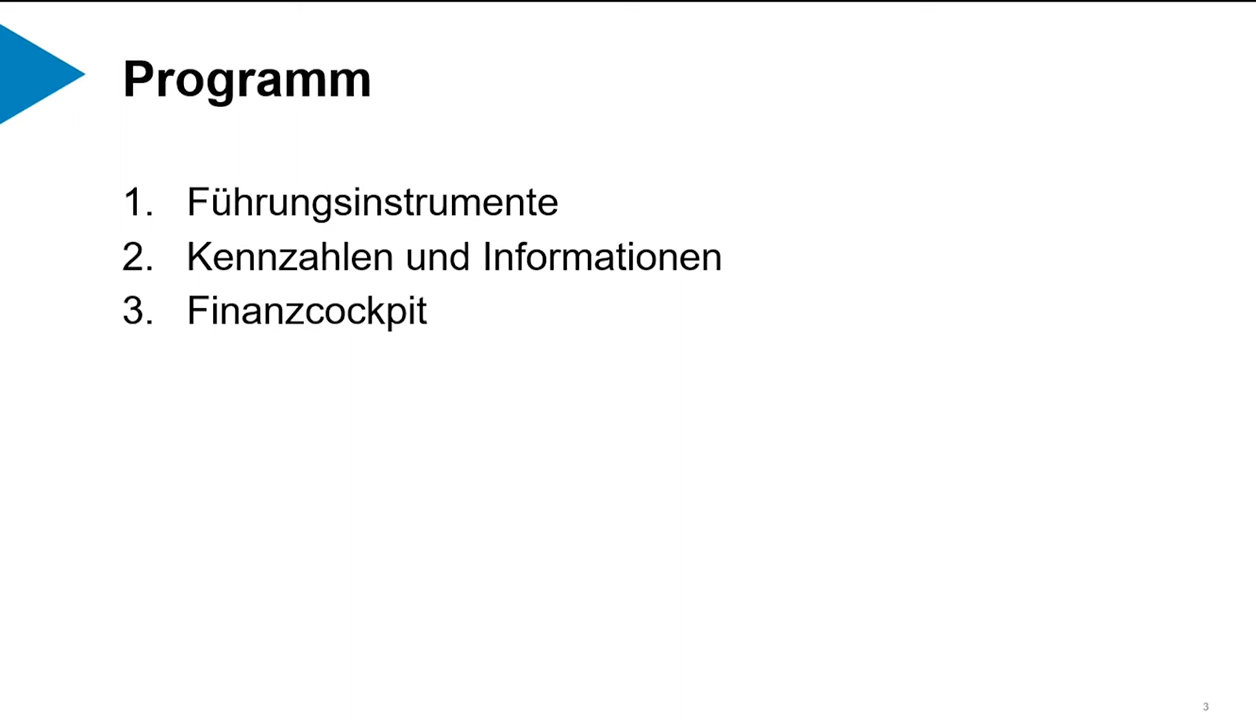 Programm
1. Führungsinstrumente
2. Kennzahlen und Informationen
3. Finanzcockpit
3